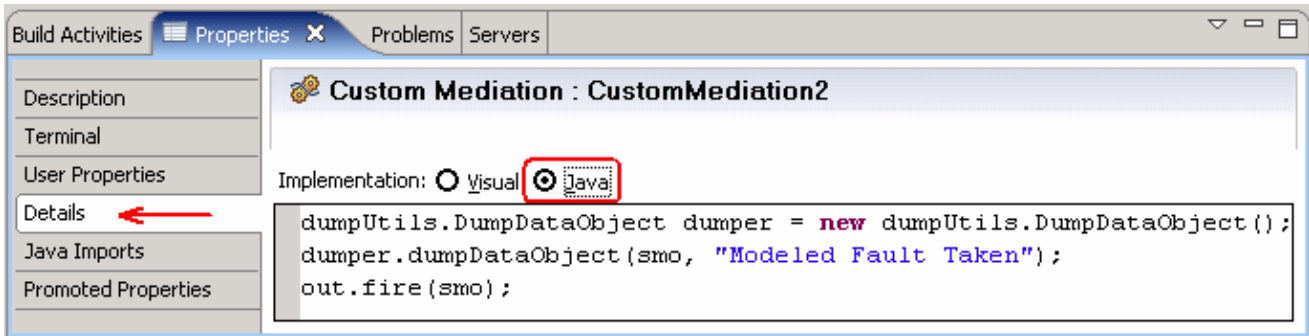 Build Activities Properties Problems Servers
Description
Terminal
User Properties
Details
Java Imports
Promoted Properties
Custom Mediation : CustomMediation2
Implementation: Visual Java
dumpUtils.DumpDataObject dumper = new dumpUtils.DumpDataObject();
dumper.dumpDataObject(smo, "Modeled Fault Taken");
out.fire(smo);